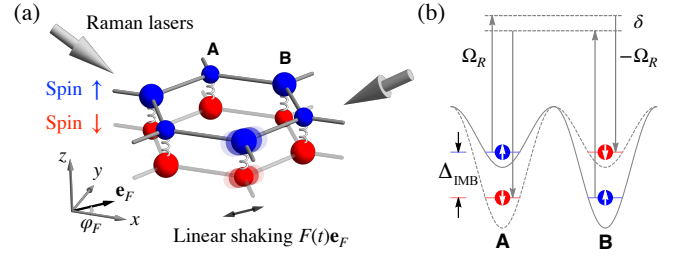 (a)
Raman lasers
A
B
Spin ↑
Spin ↓
z
y
e_F
φ_F
x
Linear shaking F(t)e_F
(b)
δ
Ω_R
−Ω_R
Δ_IMB
A
B